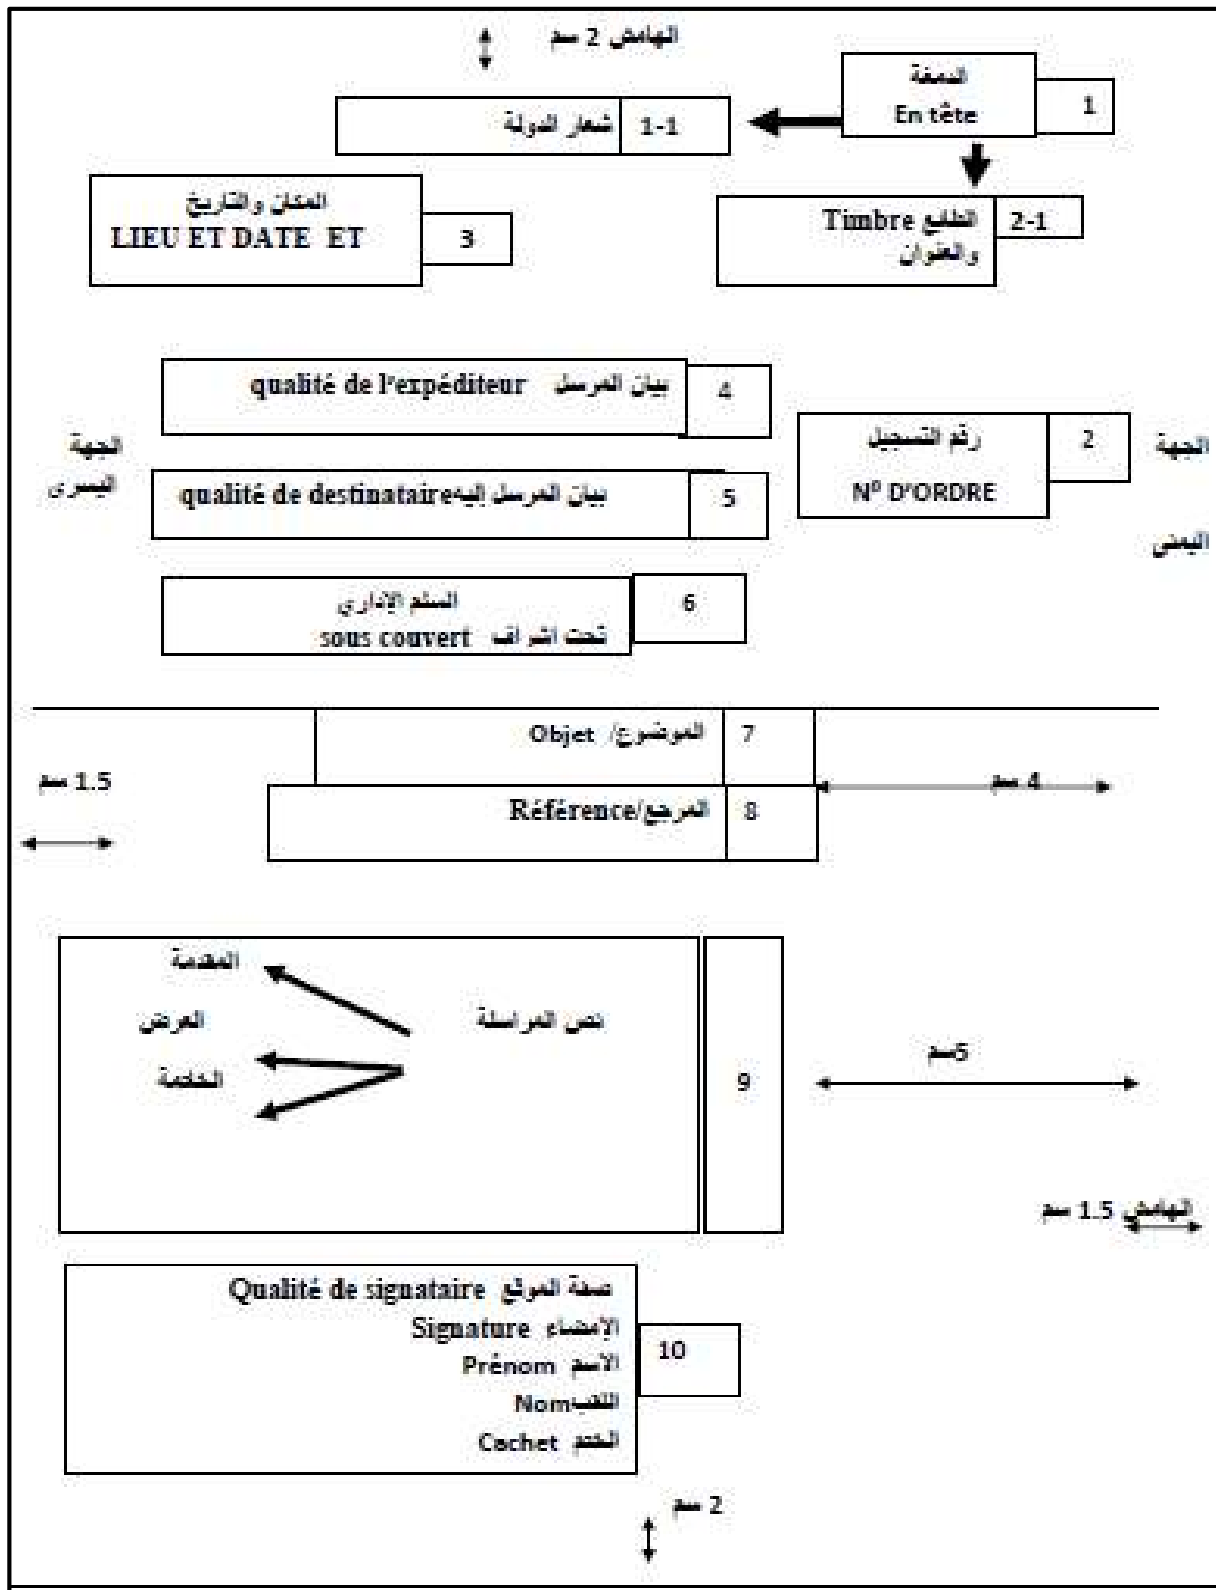 الهامش 2 سم
الدمغة
En tête
1
شعار الدولة
1-1
المكان والتاريخ
LIEU ET DATE ET
3
الطابع Timbre
والعنوان
2-1
بيان المرسل qualité de l'expéditeur
4
رقم التسجيل
N° D'ORDRE
2
الجهة
اليمنى
الجهة
اليسرى
بيان المرسل إليه qualité de destinataire
5
السلم الإداري
تحت اشراف sous couvert
6
الموضوع/ Objet
7
1.5 سم
4 سم
المرجع/Référence
8
المقدمة
العرض
الخاتمة
نص المراسلة
9
5سم
الهامش 1.5 سم
صفة الموقع Qualité de signataire
الإمضاء Signature
الاسم Prénom
اللقب Nom
الختم Cachet
10
2 سم